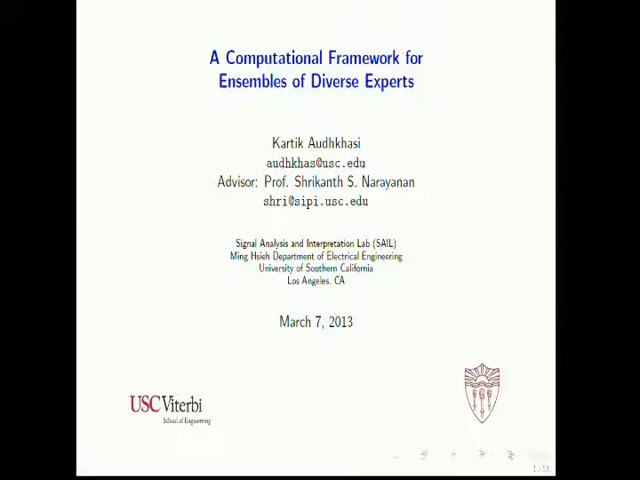 A Computational Framework for
Ensembles of Diverse Experts
Kartik Audhkhasi
audhkhas@usc.edu
Advisor: Prof. Shrikanth S. Narayanan
shri@sipi.usc.edu
Signal Analysis and Interpretation Lab (SAIL)
Ming Hsieh Department of Electrical Engineering
University of Southern California
Los Angeles, CA
March 7, 2013
USC Viterbi
School of Engineering